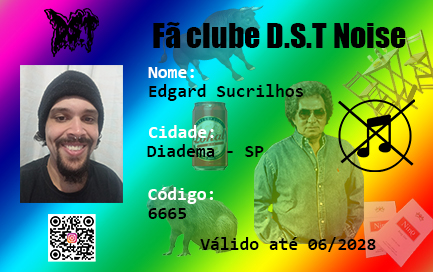 Fã clube D.S.T Noise
Nome:
Edgard Sucrilhos
Cidade:
Diadema - SP
Código:
6665
Válido até 06/2028